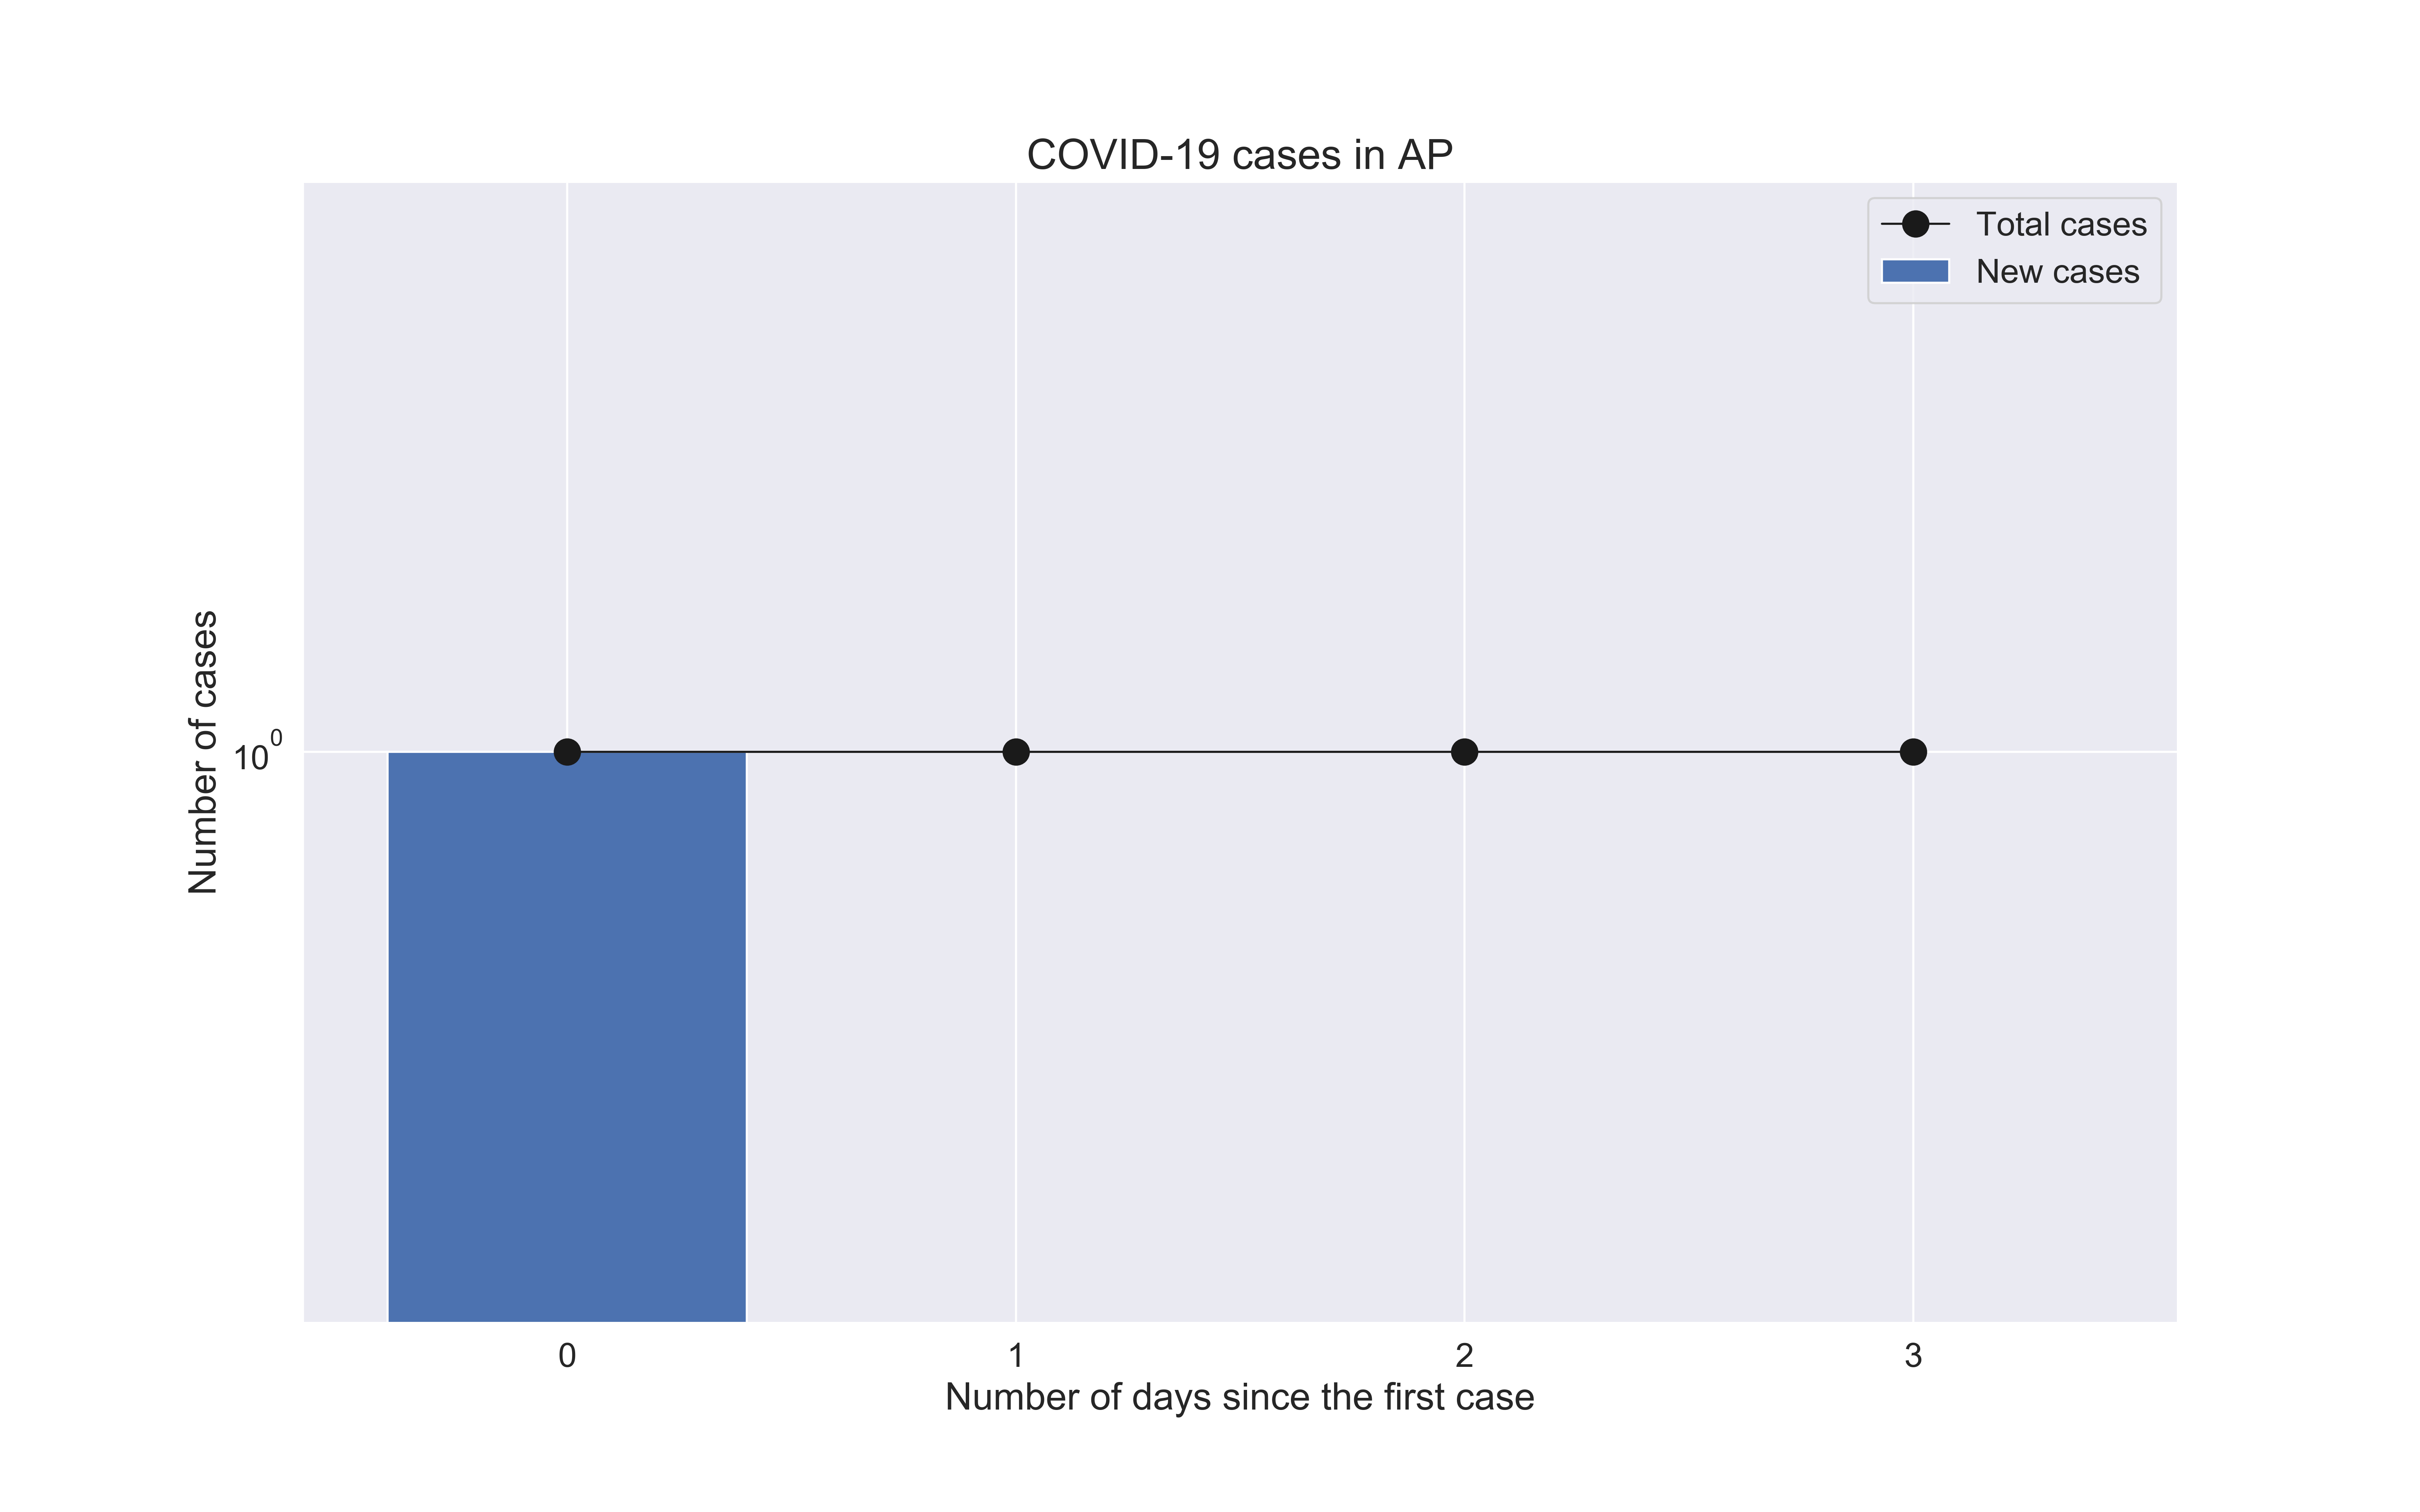 COVID-19 cases in AP
Total cases
New cases
Number of cases
10⁰
0 1 2 3
Number of days since the first case